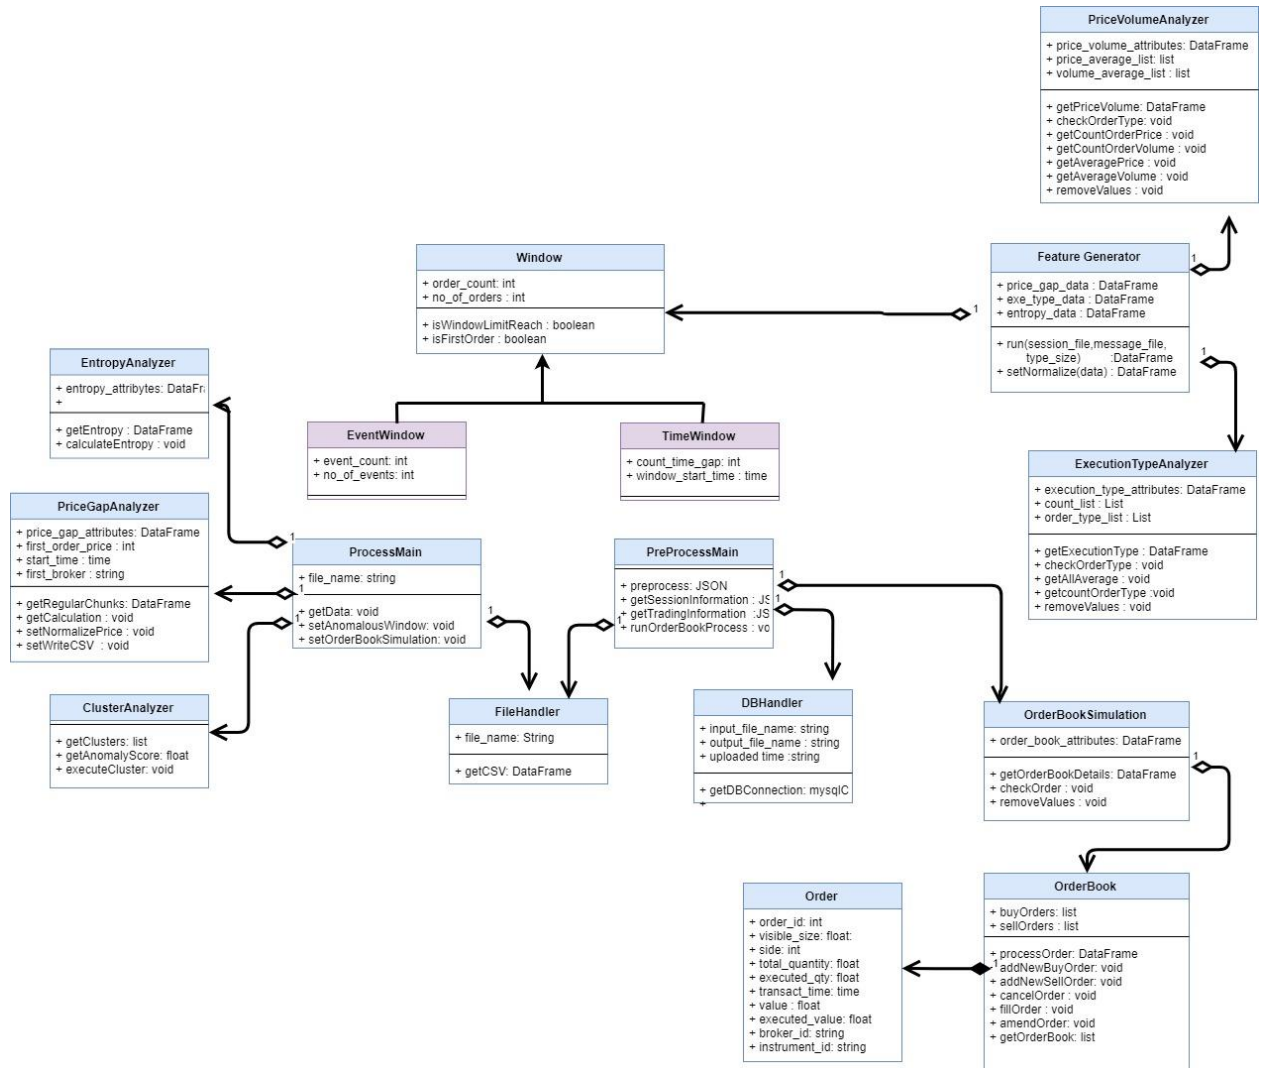 PriceVolumeAnalyzer
+ price_volume_attributes: DataFrame
+ price_average_list: list
+ volume_average_list : list
+ getPriceVolume: DataFrame
+ checkOrderType: void
+ getCountOrderPrice : void
+ getCountOrderVolume : void
+ getAveragePrice : void
+ getAverageVolume : void
+ removeValues : void
Window
+ order_count: int
+ no_of_orders : int
+ isWindowLimitReach : boolean
+ isFirstOrder : boolean
1
Feature Generator
+ price_gap_data : DataFrame
+ exe_type_data : DataFrame
+ entropy_data : DataFrame
+ run(session_file,message_file,
type_size) :DataFrame
+ setNormalize(data) : DataFrame
1
1
EntropyAnalyzer
+ entropy_attribytes: DataFr
+
+ getEntropy : DataFrame
+ calculateEntropy : void
EventWindow
+ event_count: int
+ no_of_events: int
TimeWindow
+ count_time_gap: int
+ window_start_time : time
ExecutionTypeAnalyzer
+ execution_type_attributes: DataFrame
+ count_list : List
+ order_type_list : List
+ getExecutionType : DataFrame
+ checkOrderType : void
+ getAllAverage : void
+ getcountOrderType :void
+ removeValues : void
PriceGapAnalyzer
+ price_gap_attributes: DataFrame
+ first_order_price : int
+ start_time : time
+ first_broker : string
+ getRegularChunks: DataFrame
+ getCalculation : void
+ setNormalizePrice : void
+ setWriteCSV : void
1
1
1
ProcessMain
+ file_name: string
+ getData: void
+ setAnomalousWindow: void
+ setOrderBookSimulation: void
1
PreProcessMain
+ preprocess: JSON
+ getSessionInformation : JS
+ getTradingInformation :JS
+ runOrderBookProcess : vo
1
1
1
ClusterAnalyzer
+ getClusters: list
+ getAnomalyScore: float
+ executeCluster: void
FileHandler
+ file_name: String
+ getCSV: DataFrame
DBHandler
+ input_file_name: string
+ output_file_name : string
+ uploaded time :string
+ getDBConnection: mysqlC
+
OrderBookSimulation
+ order_book_attributes: DataFrame
+ getOrderBookDetails: DataFrame
+ checkOrder : void
+ removeValues : void
1
Order
+ order_id: int
+ visible_size: float:
+ side: int
+ total_quantity: float
+ executed_qty: float
+ transact_time: time
+ value : float
+ executed_value: float
+ broker_id: string
+ instrument_id: string
1
OrderBook
+ buyOrders: list
+ sellOrders : list
+ processOrder: DataFrame
addNewBuyOrder: void
+ addNewSellOrder: void
+ cancelOrder : void
+ fillOrder : void
+ amendOrder: void
+ getOrderBook: list